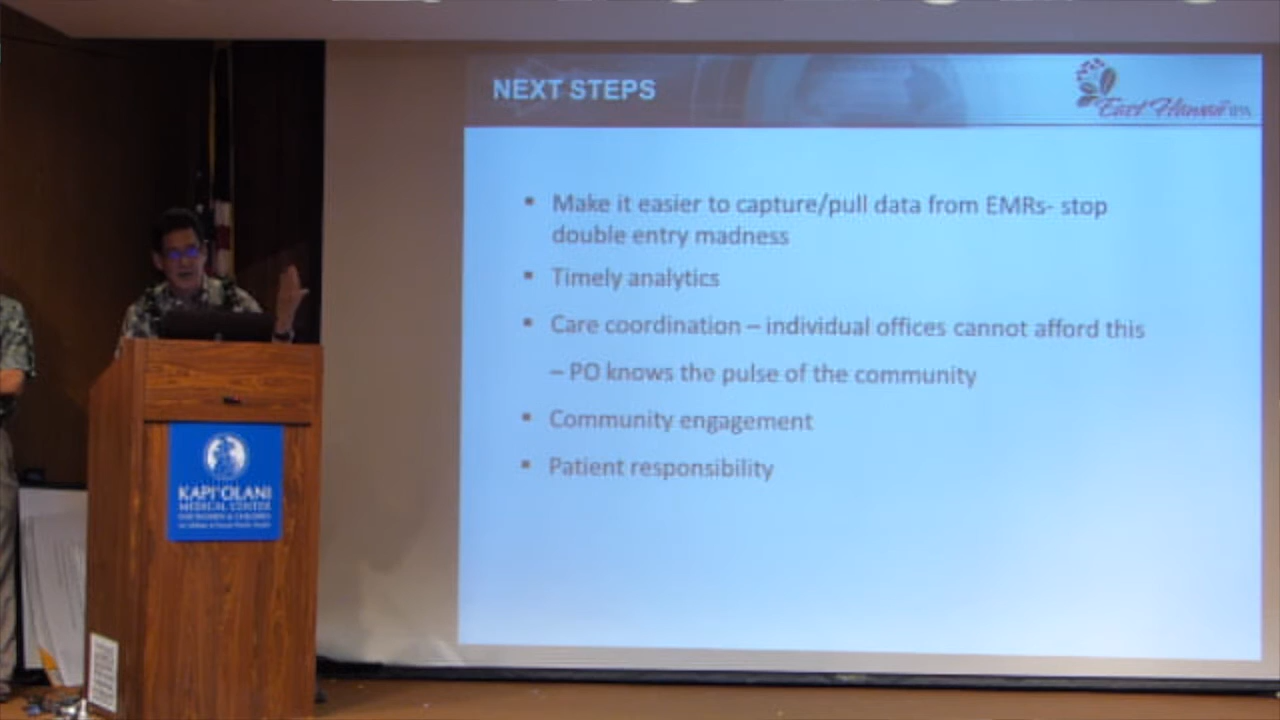 NEXT STEPS
East Hawaii IPA
▪ Make it easier to capture/pull data from EMRs- stop
double entry madness
▪ Timely analytics
▪ Care coordination – individual offices cannot afford this
– PO knows the pulse of the community
▪ Community engagement
▪ Patient responsibility
KAPI'OLANI
MEDICAL CENTER
FOR WOMEN & CHILDREN